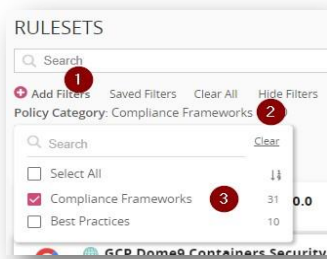 RULESETS
Search
1
Add Filters Saved Filters Clear All Hide Filters
Policy Category: Compliance Frameworks 2
Search Clear
Select All
Compliance Frameworks 3 31 0.0
Best Practices 10
GCP Dome9 Containers Security